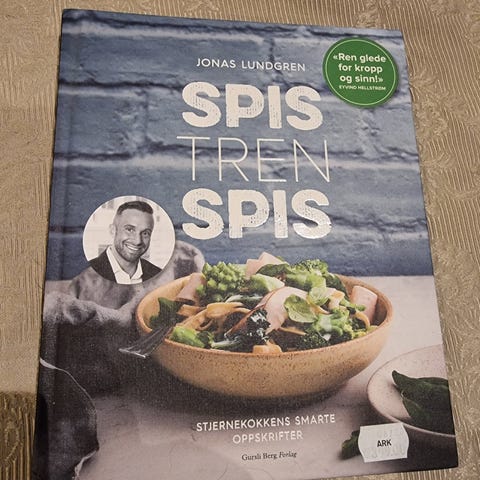 JONAS LUNDGREN
«Ren glede
for kropp
og sinn!»
EYVIND HELLSTRØM
SPIS
TREN
SPIS
STJERNEKOKKENS SMARTE
OPPSKRIFTER
Gursli Berg Forlag
ARK